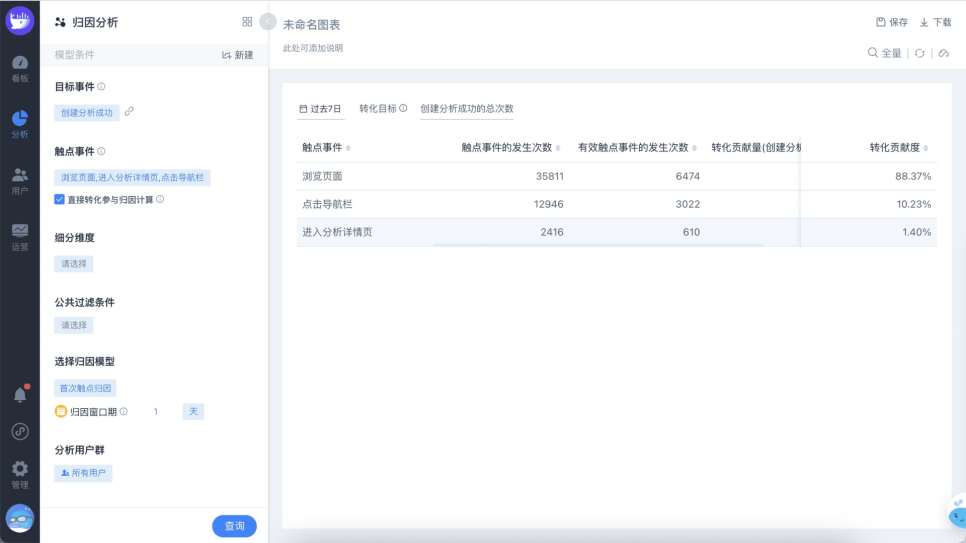 归因分析
模型条件
新建
目标事件
创建分析成功
触点事件
浏览页面,进入分析详情页,点击导航栏
直接转化参与归因计算
细分维度
请选择
公共过滤条件
请选择
选择归因模型
首次触点归因
归因窗口期 1 天
分析用户群
所有用户
查询
看板
分析
用户
运营
管理
未命名图表
此处可添加说明
保存 下载
全量
过去7日 转化目标 创建分析成功的总次数
触点事件 触点事件的发生次数 有效触点事件的发生次数 转化贡献量(创建分析 转化贡献度
浏览页面 35811 6474 88.37%
点击导航栏 12946 3022 10.23%
进入分析详情页 2416 610 1.40%